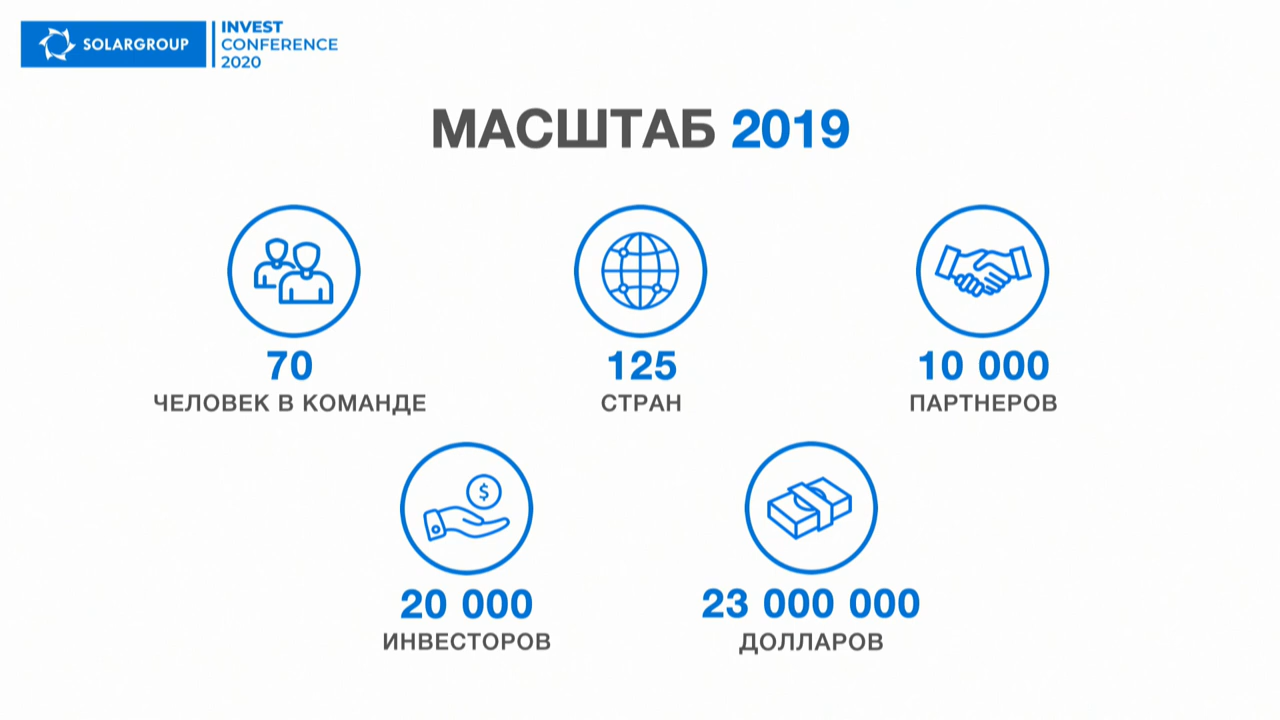 SOLARGROUP
INVEST
CONFERENCE
2020
МАСШТАБ 2019
70
ЧЕЛОВЕК В КОМАНДЕ
125
СТРАН
10 000
ПАРТНЕРОВ
$
20 000
ИНВЕСТОРОВ
23 000 000
ДОЛЛАРОВ